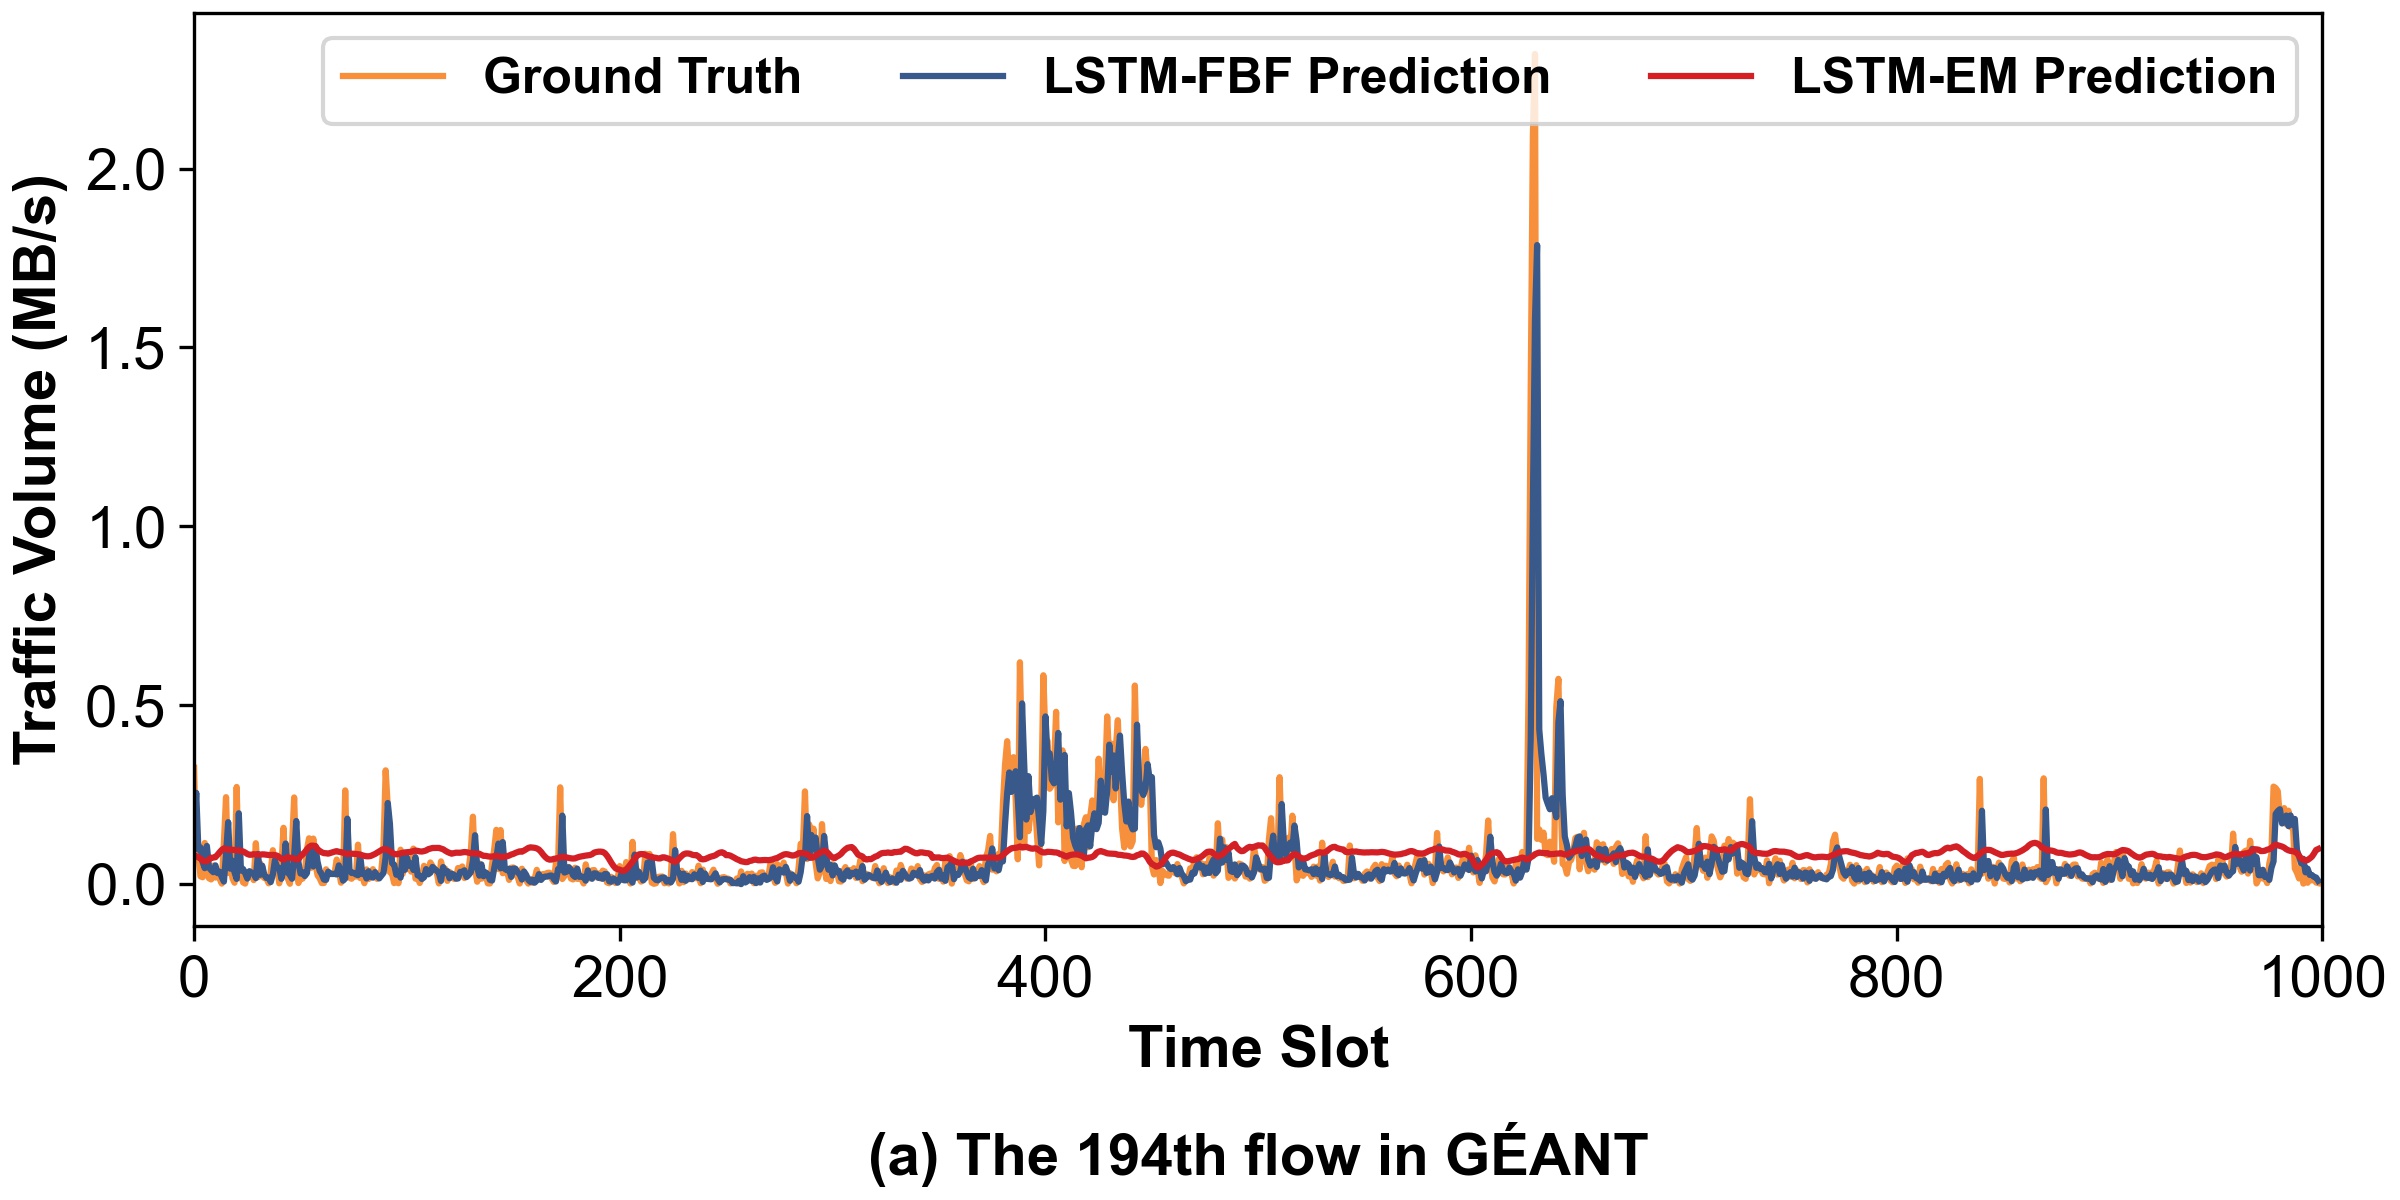 Ground Truth LSTM-FBF Prediction LSTM-EM Prediction
Traffic Volume (MB/s)
2.0
1.5
1.0
0.5
0.0
0 200 400 600 800 1000
Time Slot
(a) The 194th flow in GÉANT